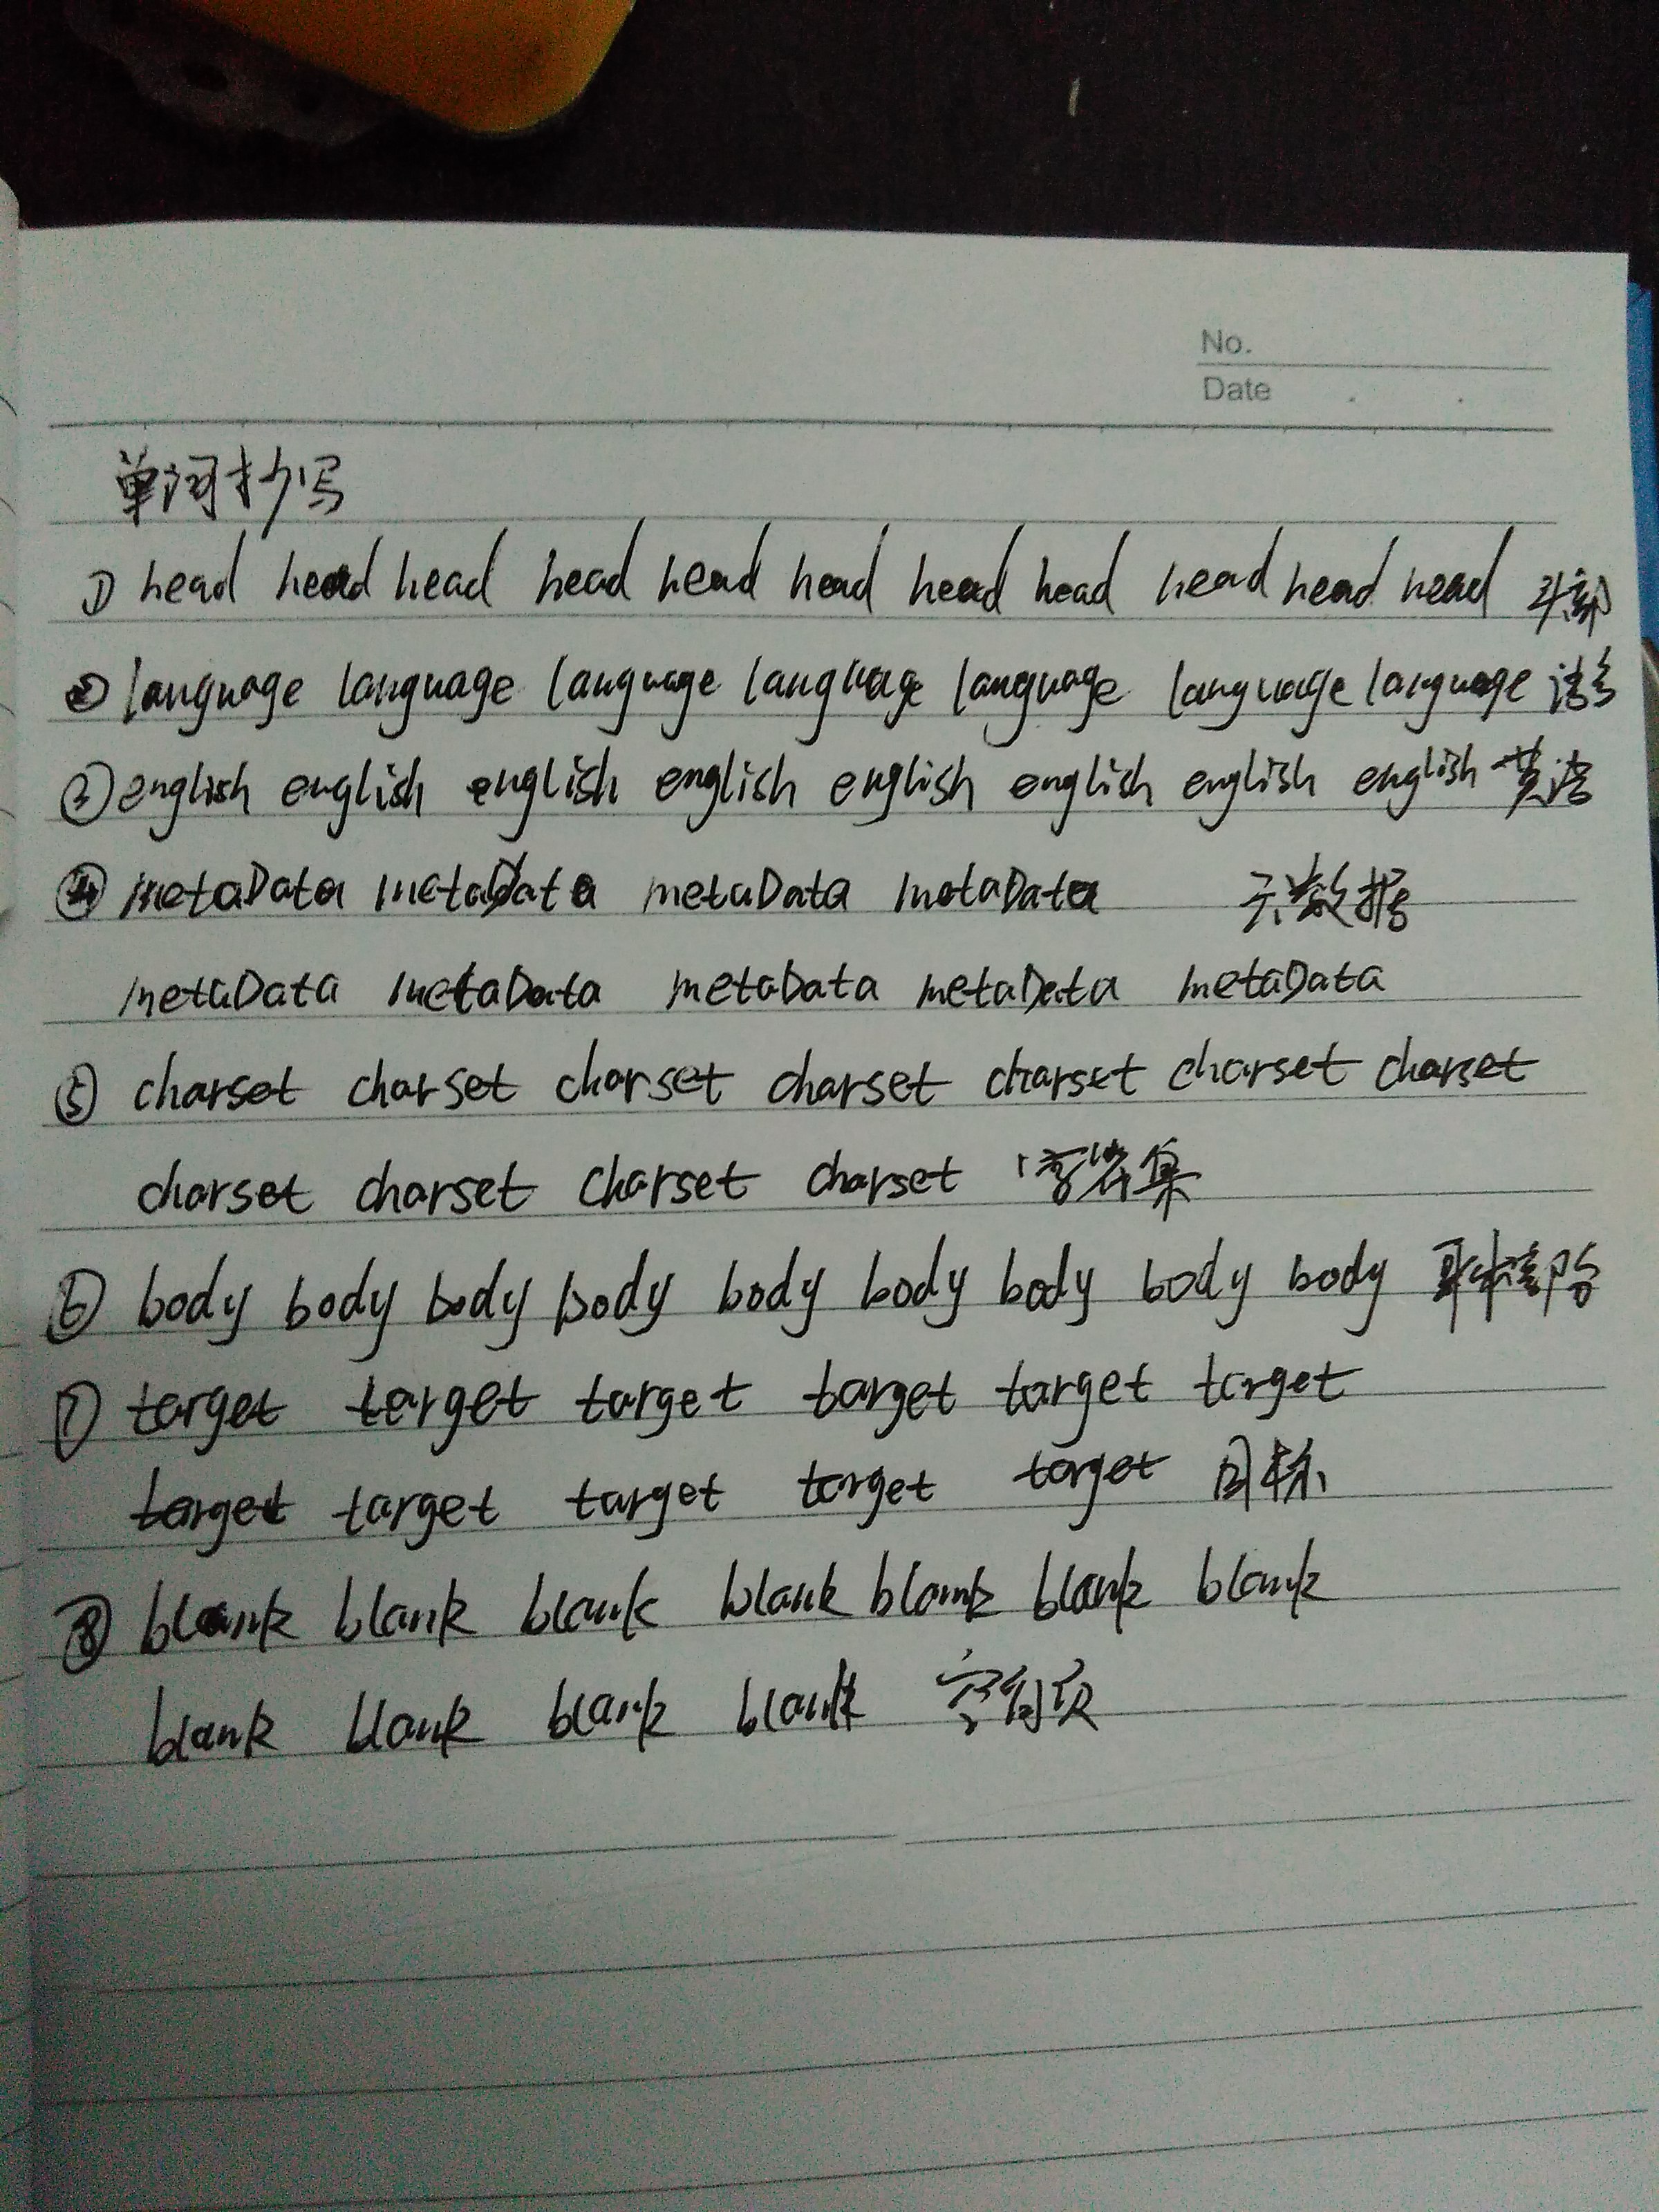 No.
Date
单词抄写
① head head head head head head head head head head head 头部
② language language language language language language language 语言
③ english english english english english english english english 英语
④ metaData metaData metaData metaData 元数据
metaData metaData metaData metaData metaData
⑤ charset charset charset charset charset charset charset
charset charset charset charset 字符集
⑥ body body body body body body body body body
⑦ target target target target target target
target target target target target 目标
⑧ blank blank blank blank blank blank blank
blank blank blank blank 空白页